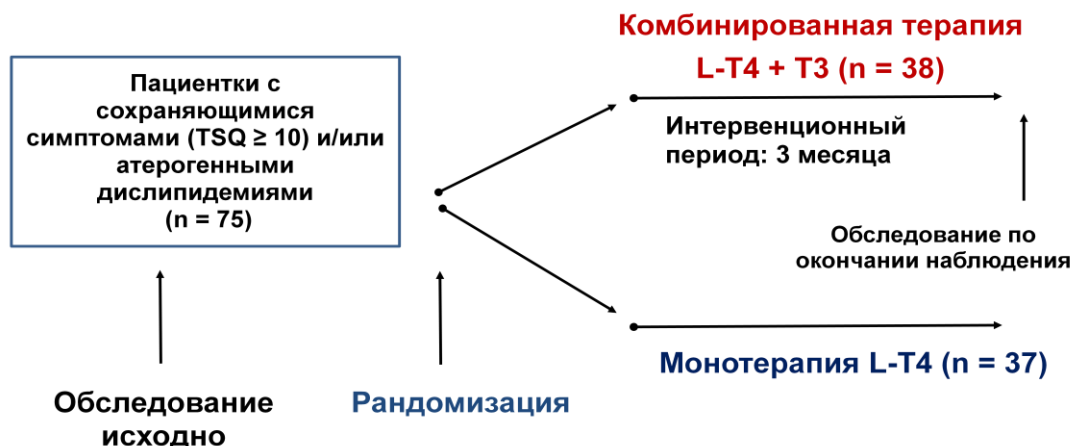 Пациентки с
сохраняющимися
симптомами (TSQ ≥ 10) и/или
атерогенными
дислипидемиями
(n = 75)
Комбинированная терапия
L-T4 + T3 (n = 38)
Интервенционный
период: 3 месяца
Обследование по
окончании наблюдения
Монотерапия L-T4 (n = 37)
Обследование
исходно
Рандомизация